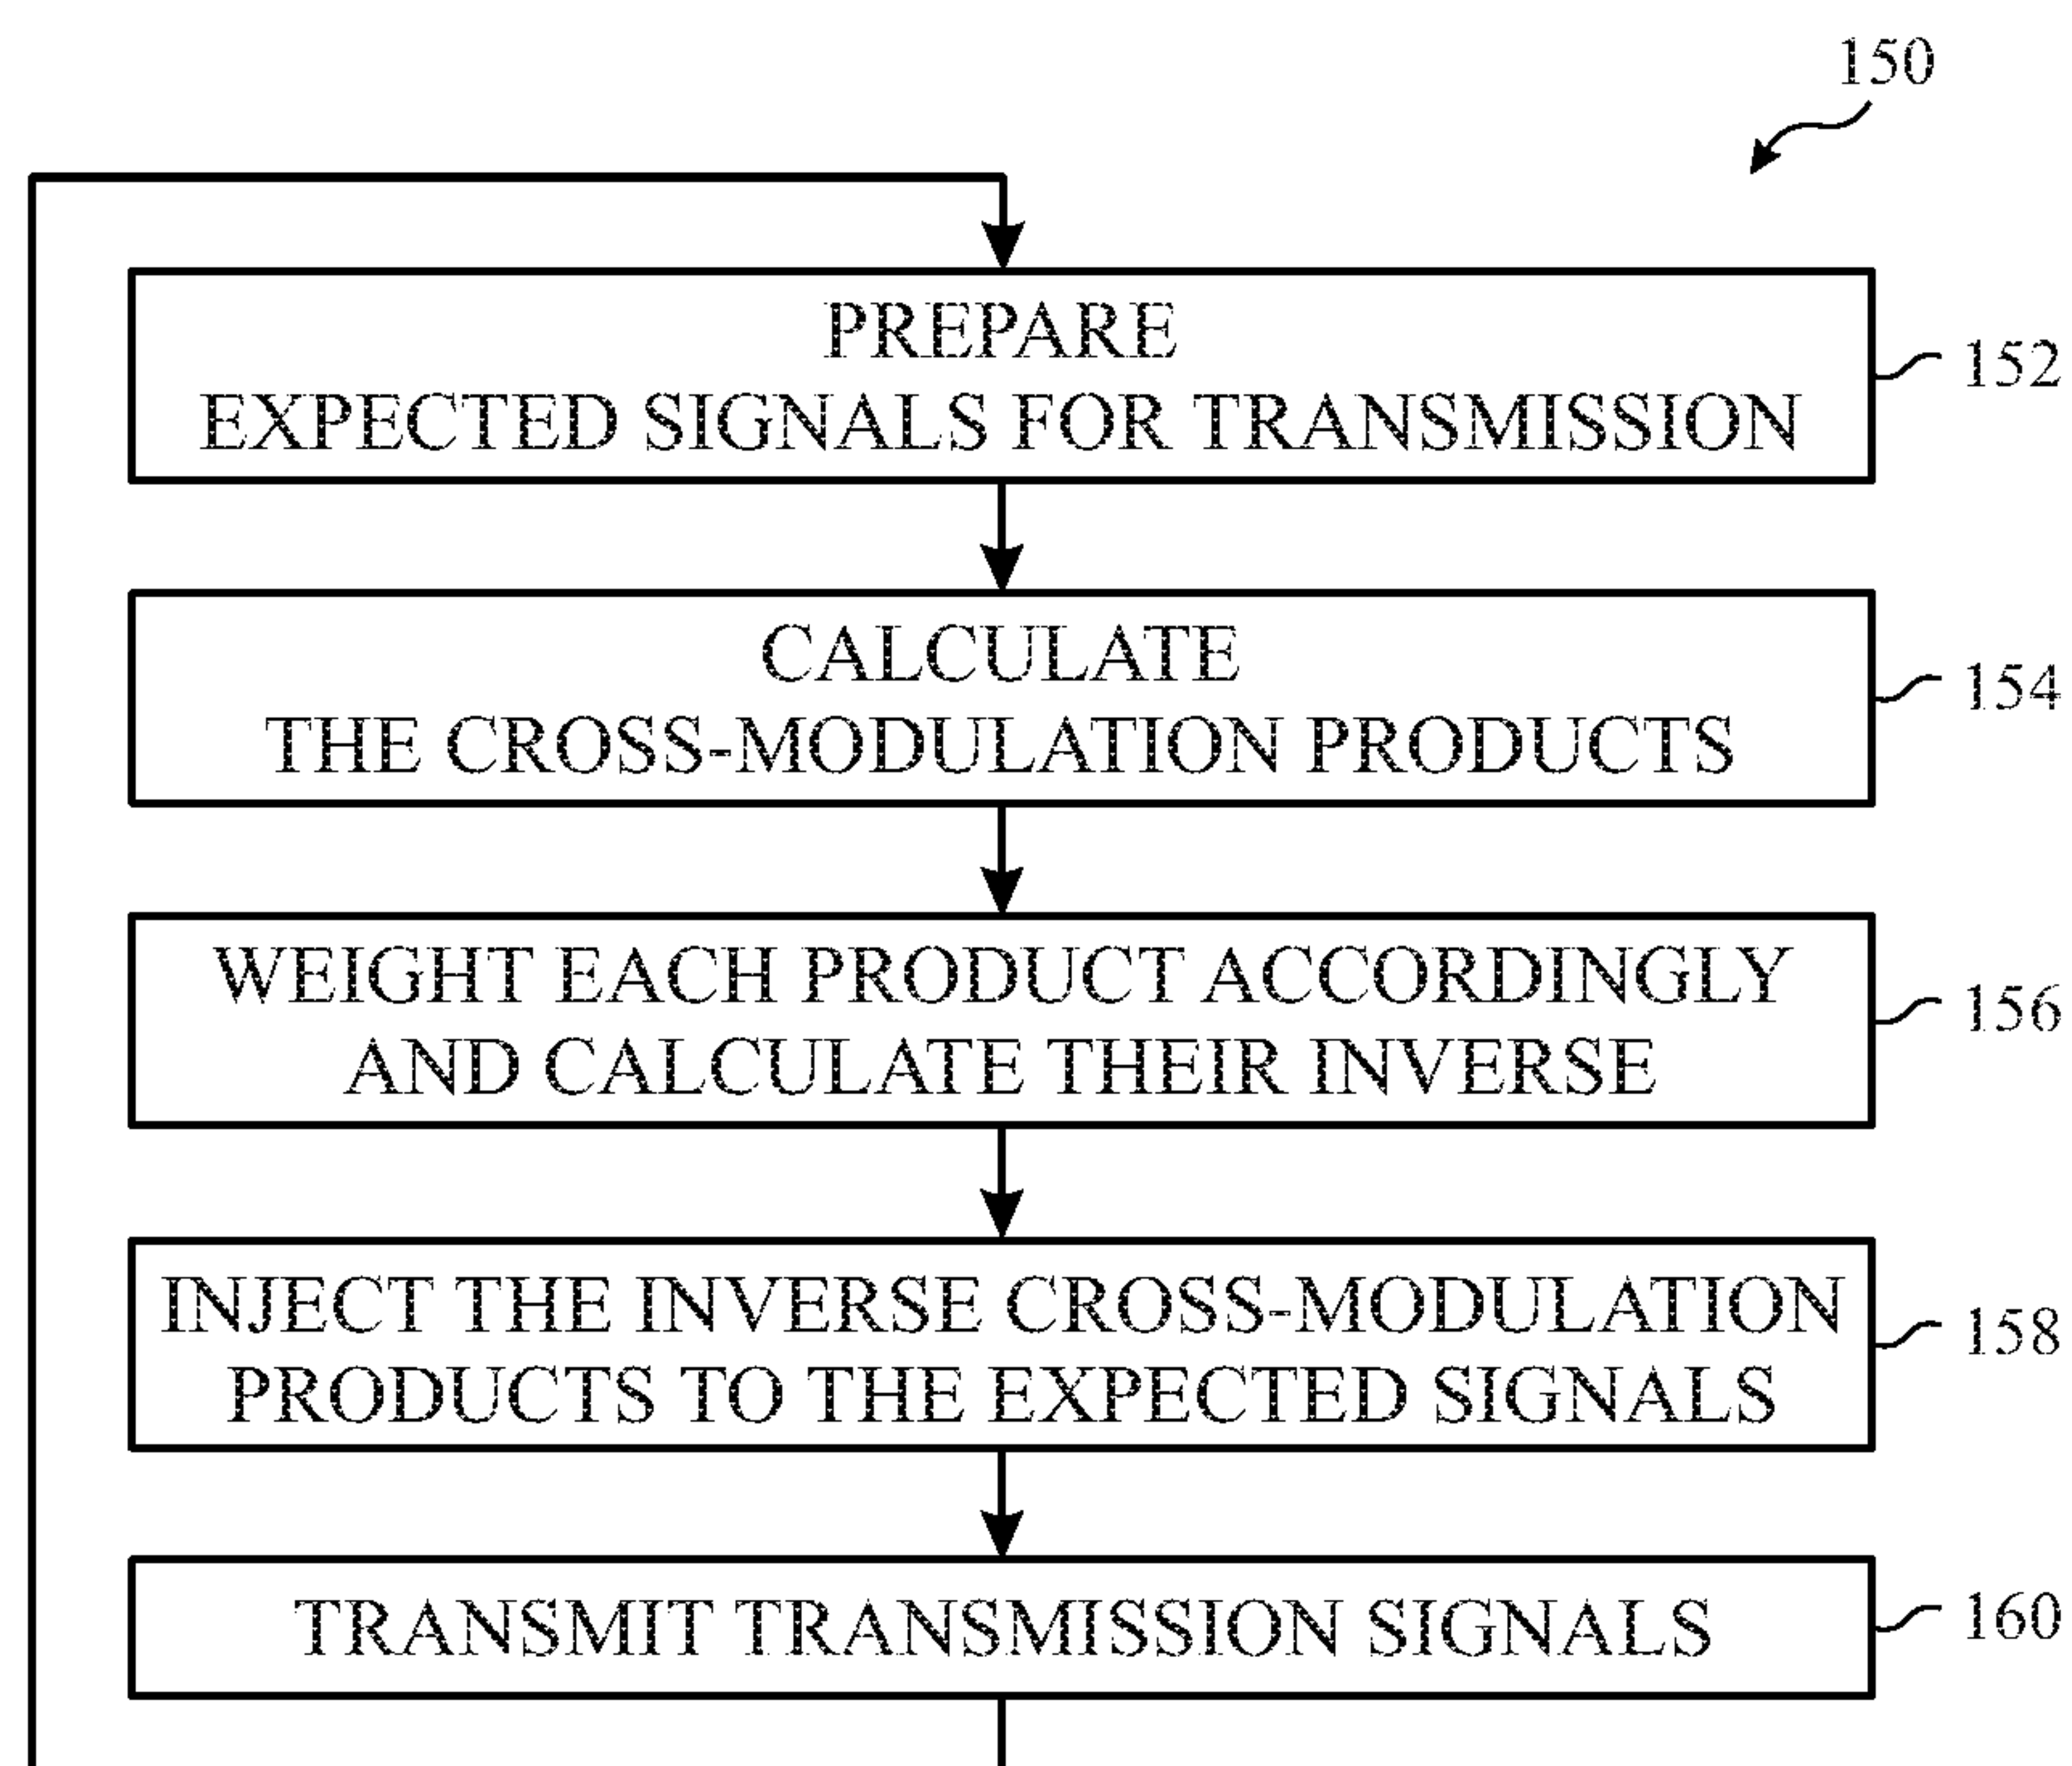 150
PREPARE
EXPECTED SIGNALS FOR TRANSMISSION
152
CALCULATE
THE CROSS-MODULATION PRODUCTS
154
WEIGHT EACH PRODUCT ACCORDINGLY
AND CALCULATE THEIR INVERSE
156
INJECT THE INVERSE CROSS-MODULATION
PRODUCTS TO THE EXPECTED SIGNALS
158
TRANSMIT TRANSMISSION SIGNALS
160